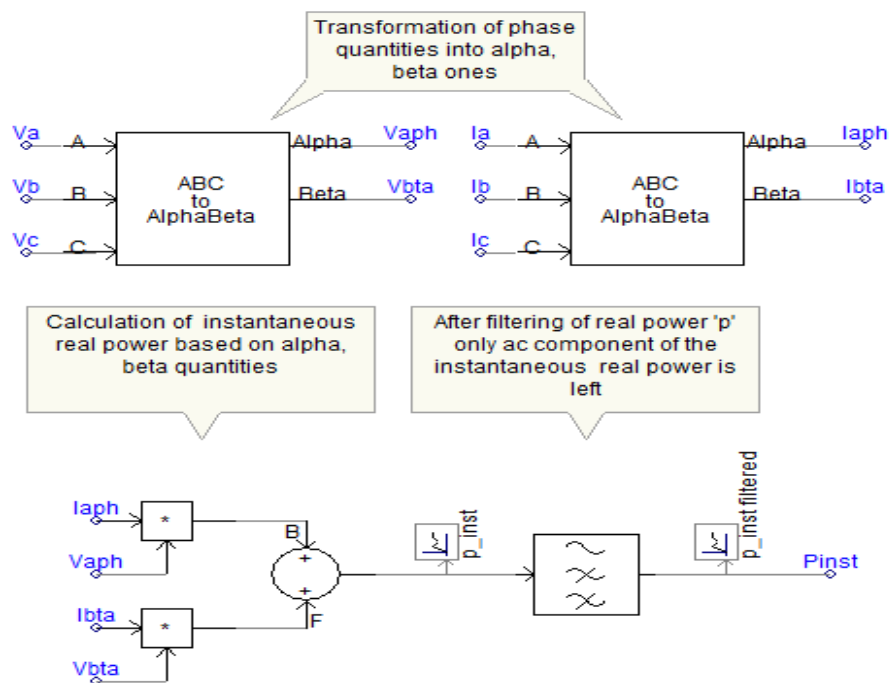 Transformation of phase
quantities into alpha,
beta ones
Va
A
Alpha
Vaph
Vb
B
ABC
to
AlphaBeta
Beta
Vbta
Vc
C
Ia
A
Alpha
Iaph
Ib
B
ABC
to
AlphaBeta
Beta
Ibta
Ic
C
Calculation of instantaneous
real power based on alpha,
beta quantities
After filtering of real power 'p'
only ac component of the
instantaneous real power is
left
Iaph
*
Vaph
B
+
+
F
Ibta
*
Vbta
p_inst
p_inst filtered
Pinst